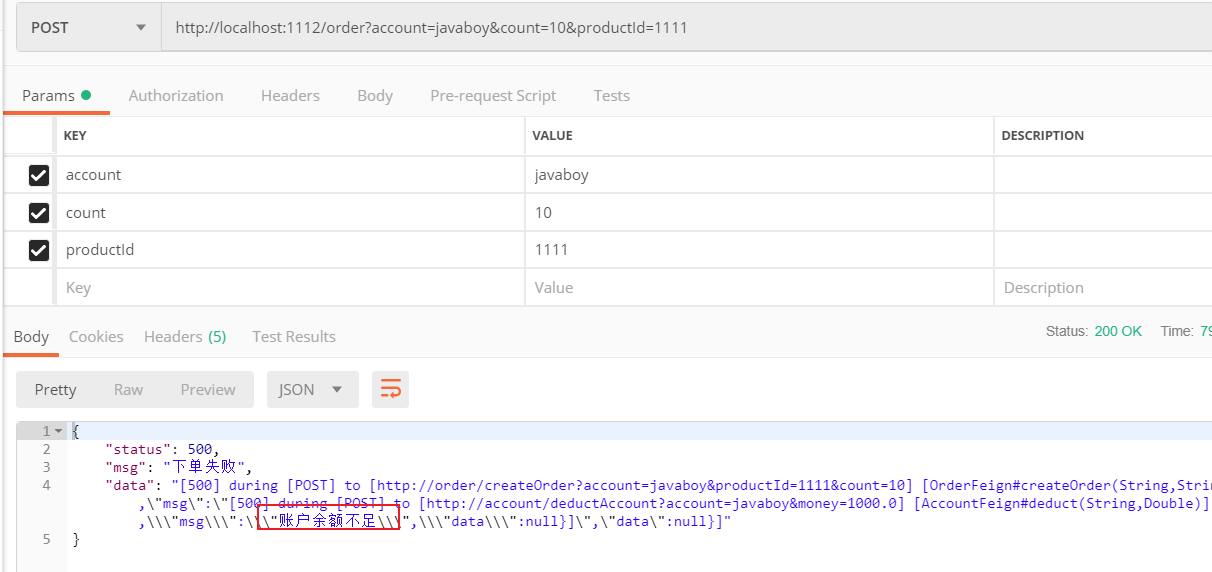 POST http://localhost:1112/order?account=javaboy&count=10&productId=1111
Params Authorization Headers Body Pre-request Script Tests
KEY VALUE DESCRIPTION
account javaboy
count 10
productId 1111
Key Value Description
Body Cookies Headers (5) Test Results Status: 200 OK Time: 79
Pretty Raw Preview JSON
1 {
2 "status": 500,
3 "msg": "下单失败",
4 "data": "[500] during [POST] to [http://order/createOrder?account=javaboy&productId=1111&count=10] [OrderFeign#createOrder(String,Strin
,\"msg\":\"[500] during [POST] to [http://account/deductAccount?account=javaboy&money=1000.0] [AccountFeign#deduct(String,Double)]
,\\\"msg\\\":\\\"账户余额不足\\\",\\\"data\\\":null}]\",\"data\":null}]"
5 }